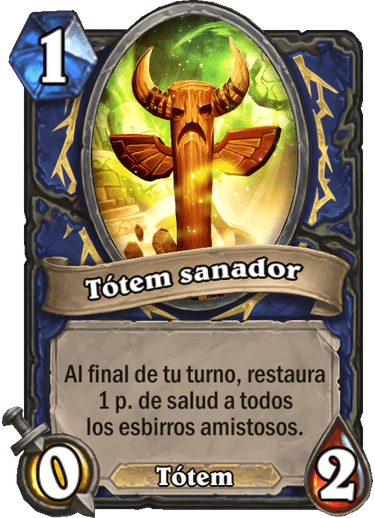 1
Tótem sanador
Al final de tu turno, restaura
1 p. de salud a todos
los esbirros amistosos.
0
Tótem
2